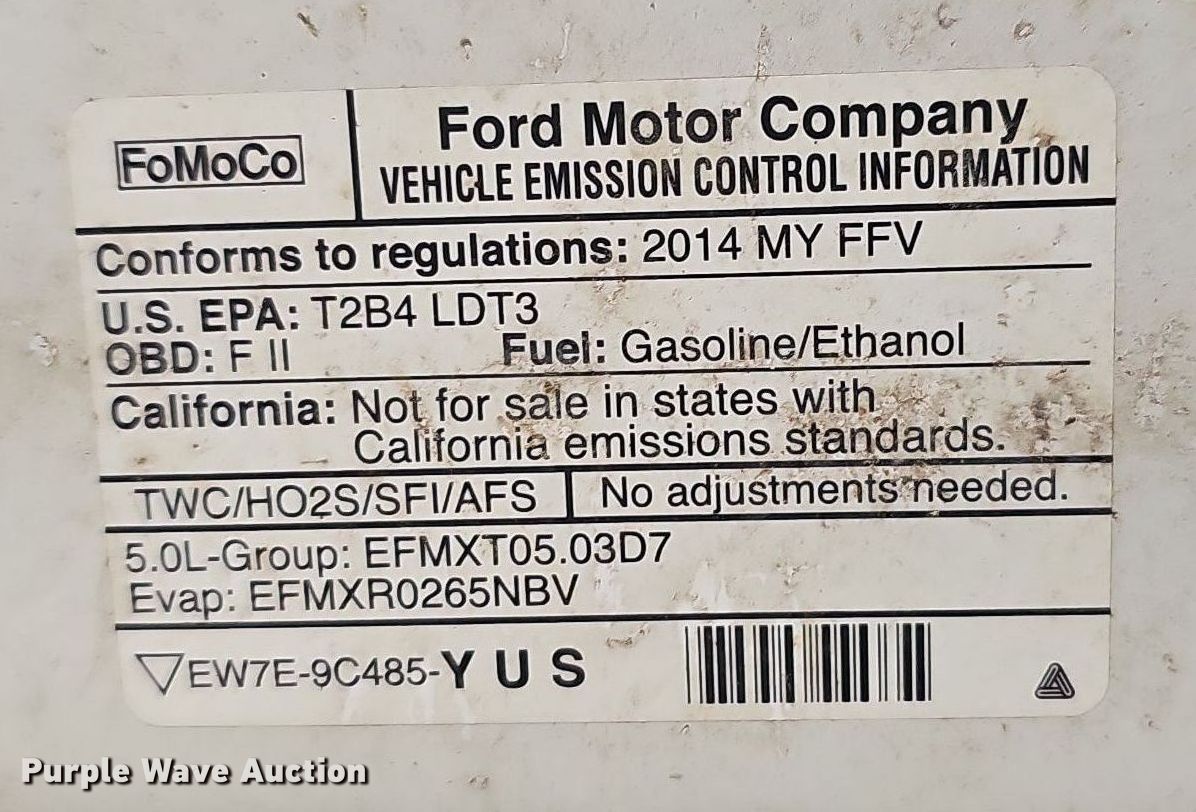 FoMoCo
Ford Motor Company
VEHICLE EMISSION CONTROL INFORMATION
Conforms to regulations: 2014 MY FFV
U.S. EPA: T2B4 LDT3
OBD: F II Fuel: Gasoline/Ethanol
California: Not for sale in states with
California emissions standards.
TWC/HO2S/SFI/AFS No adjustments needed.
5.0L-Group: EFMXT05.03D7
Evap: EFMXR0265NBV
EW7E-9C485-Y U S
Purple Wave Auction